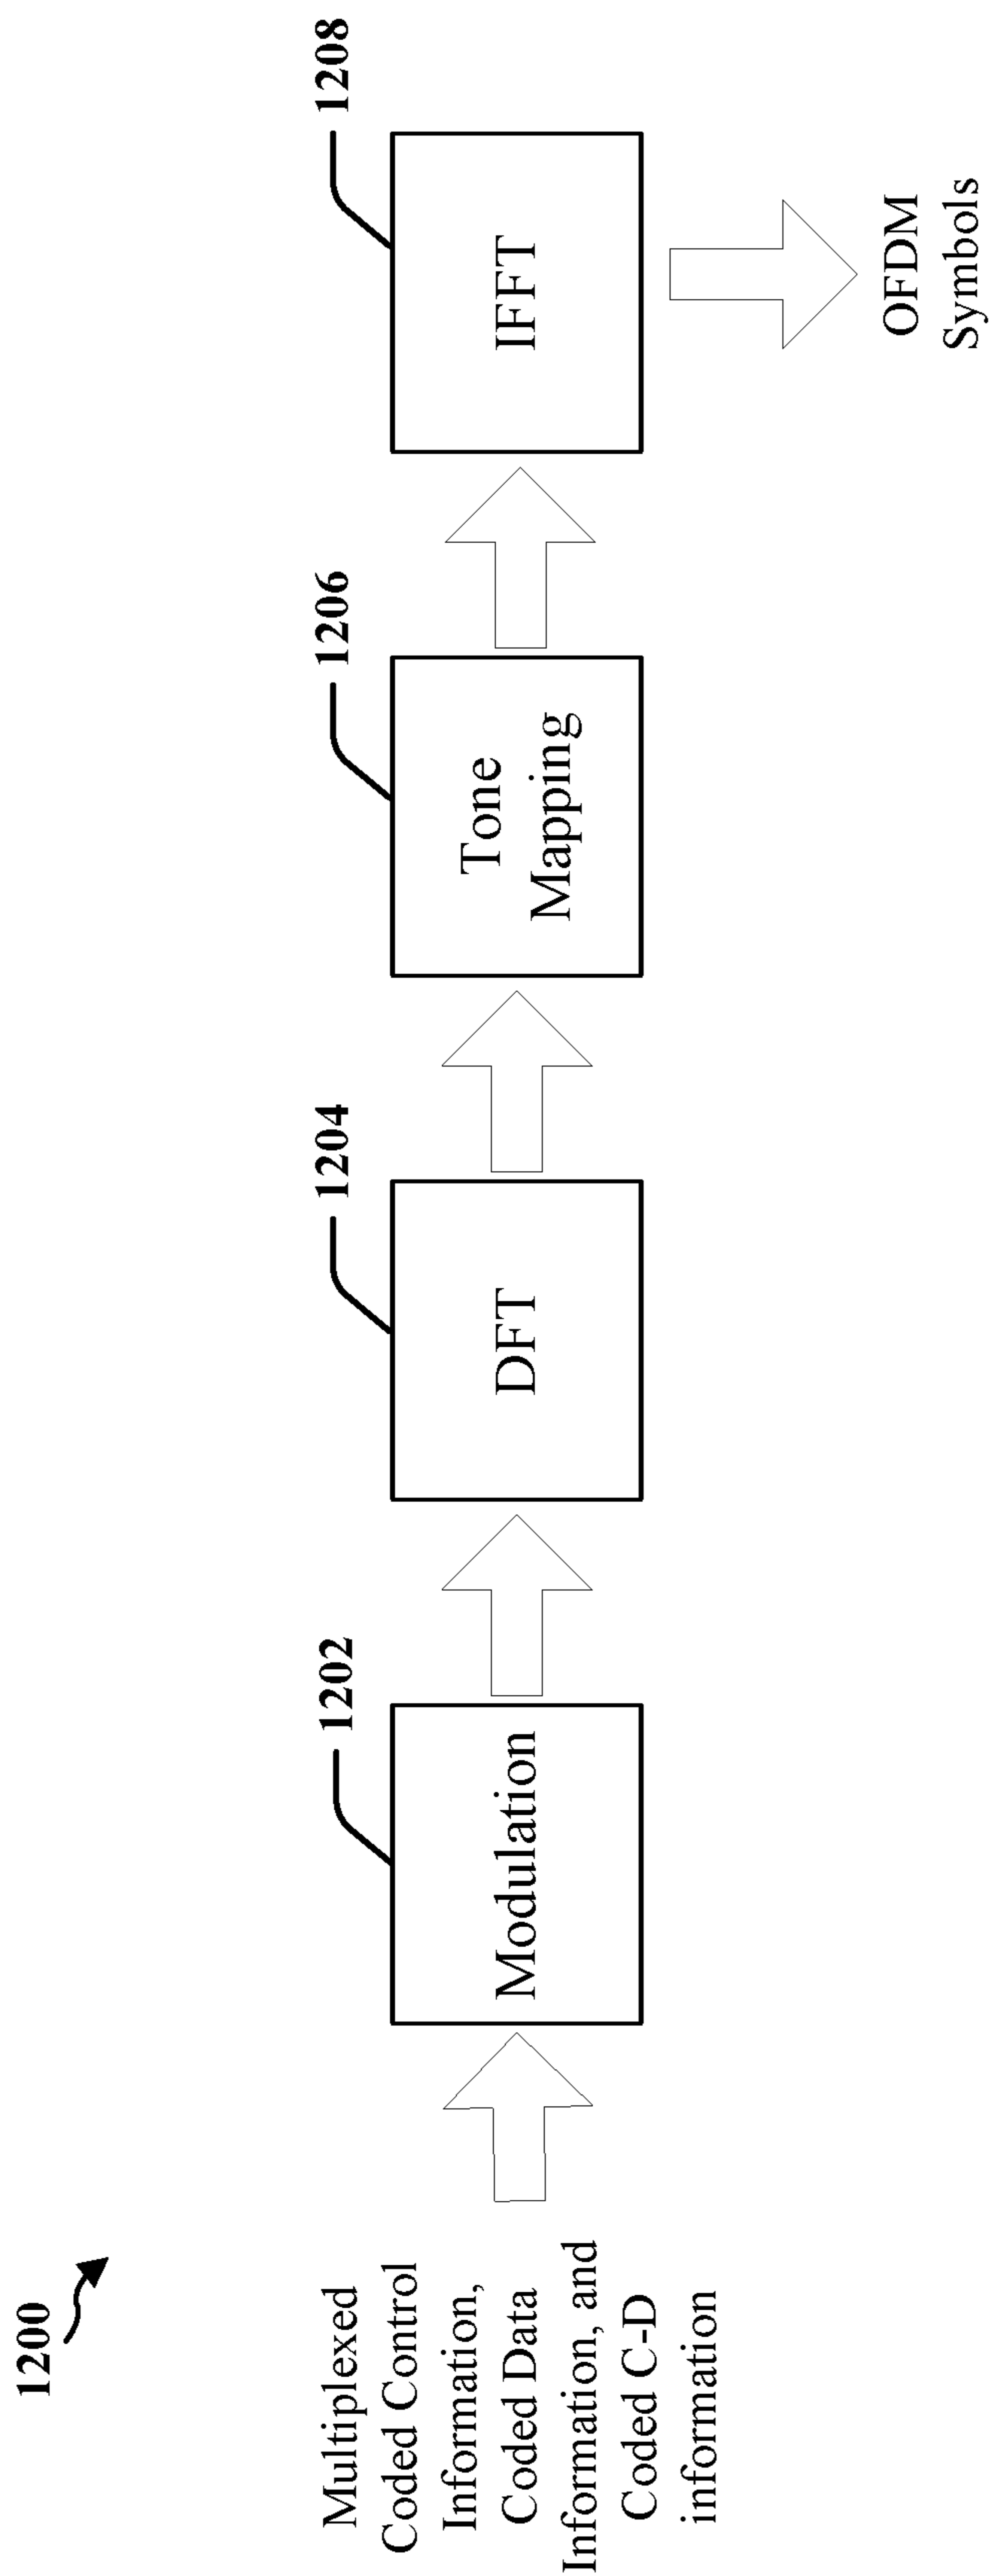 1200
Multiplexed
Coded Control
Information,
Coded Data
Information, and
Coded C-D
information
1202
Modulation
1204
DFT
1206
Tone
Mapping
1208
IFFT
OFDM
Symbols